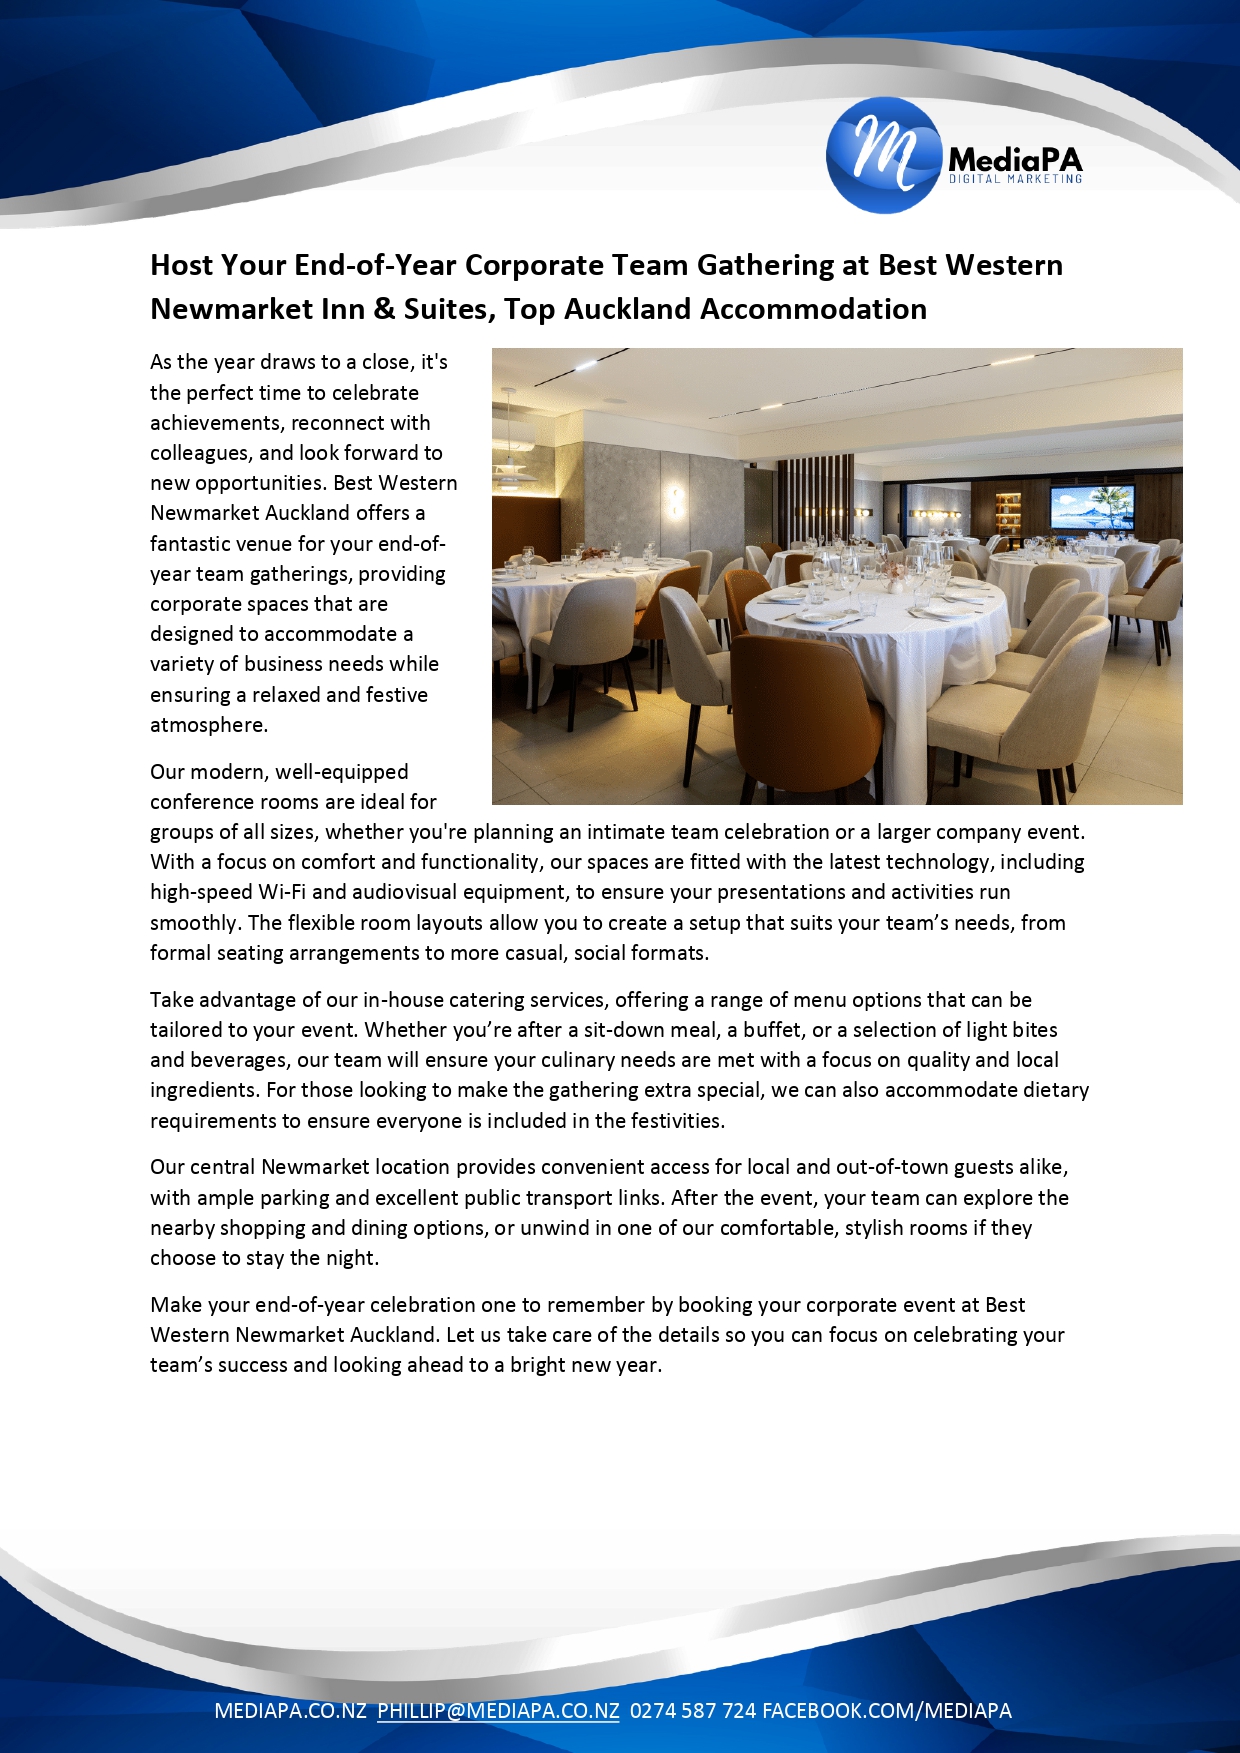 M
MediaPA
DIGITAL MARKETING
Host Your End-of-Year Corporate Team Gathering at Best Western
Newmarket Inn & Suites, Top Auckland Accommodation
As the year draws to a close, it's
the perfect time to celebrate
achievements, reconnect with
colleagues, and look forward to
new opportunities. Best Western
Newmarket Auckland offers a
fantastic venue for your end-of-
year team gatherings, providing
corporate spaces that are
designed to accommodate a
variety of business needs while
ensuring a relaxed and festive
atmosphere.
Our modern, well-equipped
conference rooms are ideal for
groups of all sizes, whether you're planning an intimate team celebration or a larger company event.
With a focus on comfort and functionality, our spaces are fitted with the latest technology, including
high-speed Wi-Fi and audiovisual equipment, to ensure your presentations and activities run
smoothly. The flexible room layouts allow you to create a setup that suits your team’s needs, from
formal seating arrangements to more casual, social formats.
Take advantage of our in-house catering services, offering a range of menu options that can be
tailored to your event. Whether you’re after a sit-down meal, a buffet, or a selection of light bites
and beverages, our team will ensure your culinary needs are met with a focus on quality and local
ingredients. For those looking to make the gathering extra special, we can also accommodate dietary
requirements to ensure everyone is included in the festivities.
Our central Newmarket location provides convenient access for local and out-of-town guests alike,
with ample parking and excellent public transport links. After the event, your team can explore the
nearby shopping and dining options, or unwind in one of our comfortable, stylish rooms if they
choose to stay the night.
Make your end-of-year celebration one to remember by booking your corporate event at Best
Western Newmarket Auckland. Let us take care of the details so you can focus on celebrating your
team’s success and looking ahead to a bright new year.
MEDIAPA.CO.NZ PHILLIP@MEDIAPA.CO.NZ 0274 587 724 FACEBOOK.COM/MEDIAPA